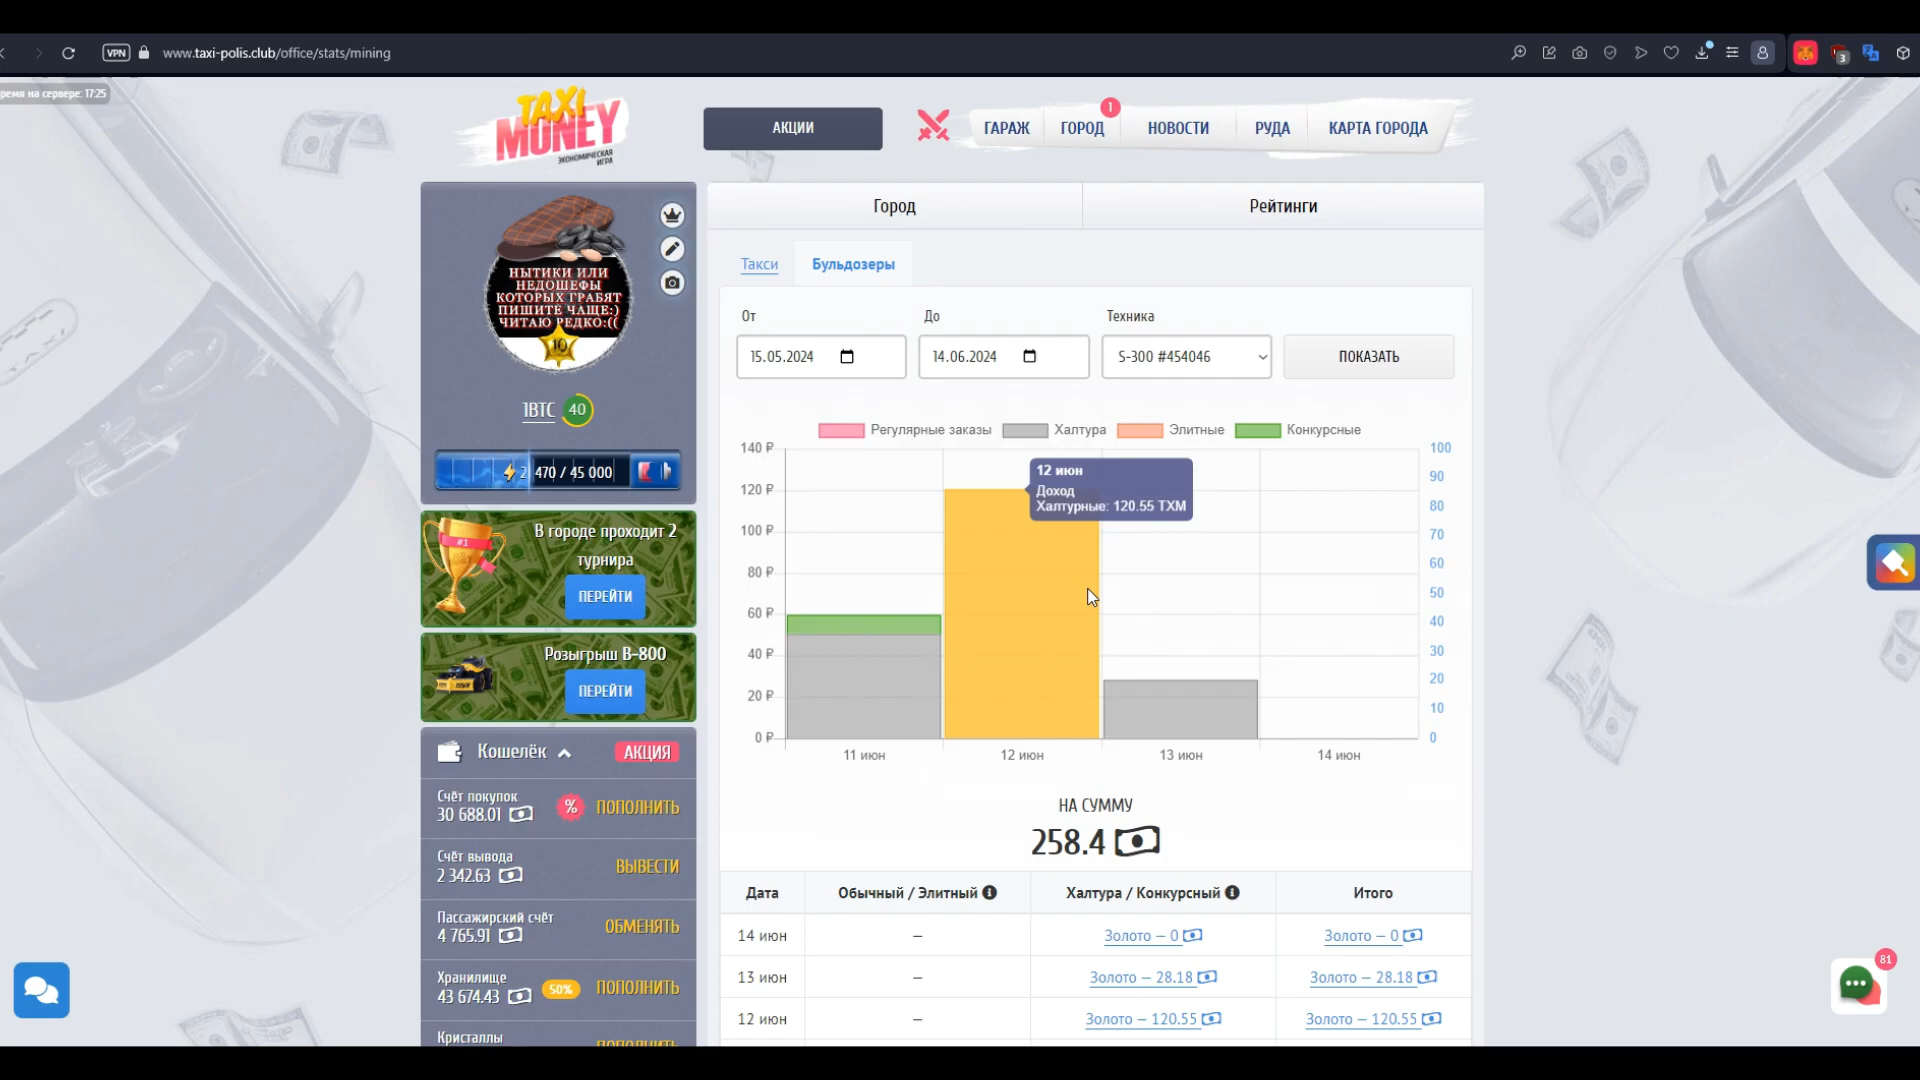 VPN
www.taxi-polis.club/office/stats/mining
3
ремя на сервере: 17:25
TAXI
MONEY
ЭКОНОМИЧЕСКАЯ
ИГРА
АКЦИИ
ГАРАЖ
ГОРОД
1
НОВОСТИ
РУДА
КАРТА ГОРОДА
НЫТИКИ ИЛИ
НЕДОШЕФЫ
КОТОРЫХ ГРАБЯТ
ПИШИТЕ ЧАЩЕ:)
ЧИТАЮ РЕДКО:((
10
1BTC 40
470 / 45 000
#1
В городе проходит 2
турнира
ПЕРЕЙТИ
Розыгрыш B-800
ПЕРЕЙТИ
Кошелёк
АКЦИЯ
Счёт покупок
30 688.01
%
ПОПОЛНИТЬ
Счёт вывода
2 342.63
ВЫВЕСТИ
Пассажирский счёт
4 765.91
ОБМЕНЯТЬ
Хранилище
43 674.43
50%
ПОПОЛНИТЬ
Кристаллы
ПОПОЛНИТЬ
Город
Рейтинги
Такси
Бульдозеры
От
До
Техника
15.05.2024
14.06.2024
S-300 #454046
ПОКАЗАТЬ
Регулярные заказы
Халтура
Элитные
Конкурсные
140 ₽
120 ₽
100 ₽
80 ₽
60 ₽
40 ₽
20 ₽
0 ₽
100
90
80
70
60
50
40
30
20
10
0
12 июн
Доход
Халтурные: 120.55 TXM
11 июн
12 июн
13 июн
14 июн
НА СУММУ
258.4
Дата
Обычный / Элитный
Халтура / Конкурсный
Итого
14 июн
–
Золото – 0
Золото – 0
13 июн
–
Золото – 28.18
Золото – 28.18
12 июн
–
Золото – 120.55
Золото – 120.55
81